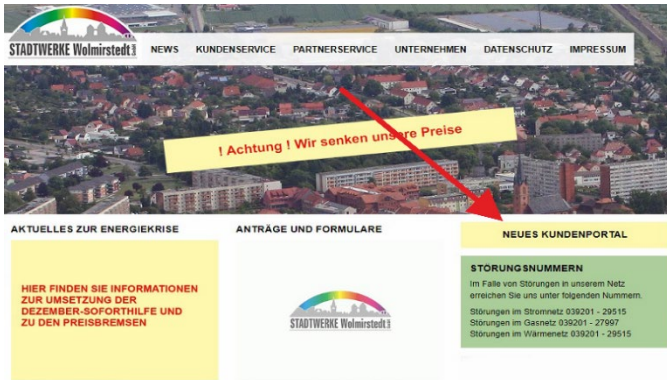 STADTWERKE Wolmirstedt GmbH
NEWS KUNDENSERVICE PARTNERSERVICE UNTERNEHMEN DATENSCHUTZ IMPRESSUM
! Achtung ! Wir senken unsere Preise
AKTUELLES ZUR ENERGIEKRISE
HIER FINDEN SIE INFORMATIONEN
ZUR UMSETZUNG DER
DEZEMBER-SOFORTHILFE UND
ZU DEN PREISBREMSEN
ANTRÄGE UND FORMULARE
STADTWERKE Wolmirstedt
NEUES KUNDENPORTAL
STÖRUNGSNUMMERN
Im Falle von Störungen in unserem Netz
erreichen Sie uns unter folgenden Nummern.
Störungen im Stromnetz 039201 - 29515
Störungen im Gasnetz 039201 - 27997
Störungen im Wärmenetz 039201 - 29515